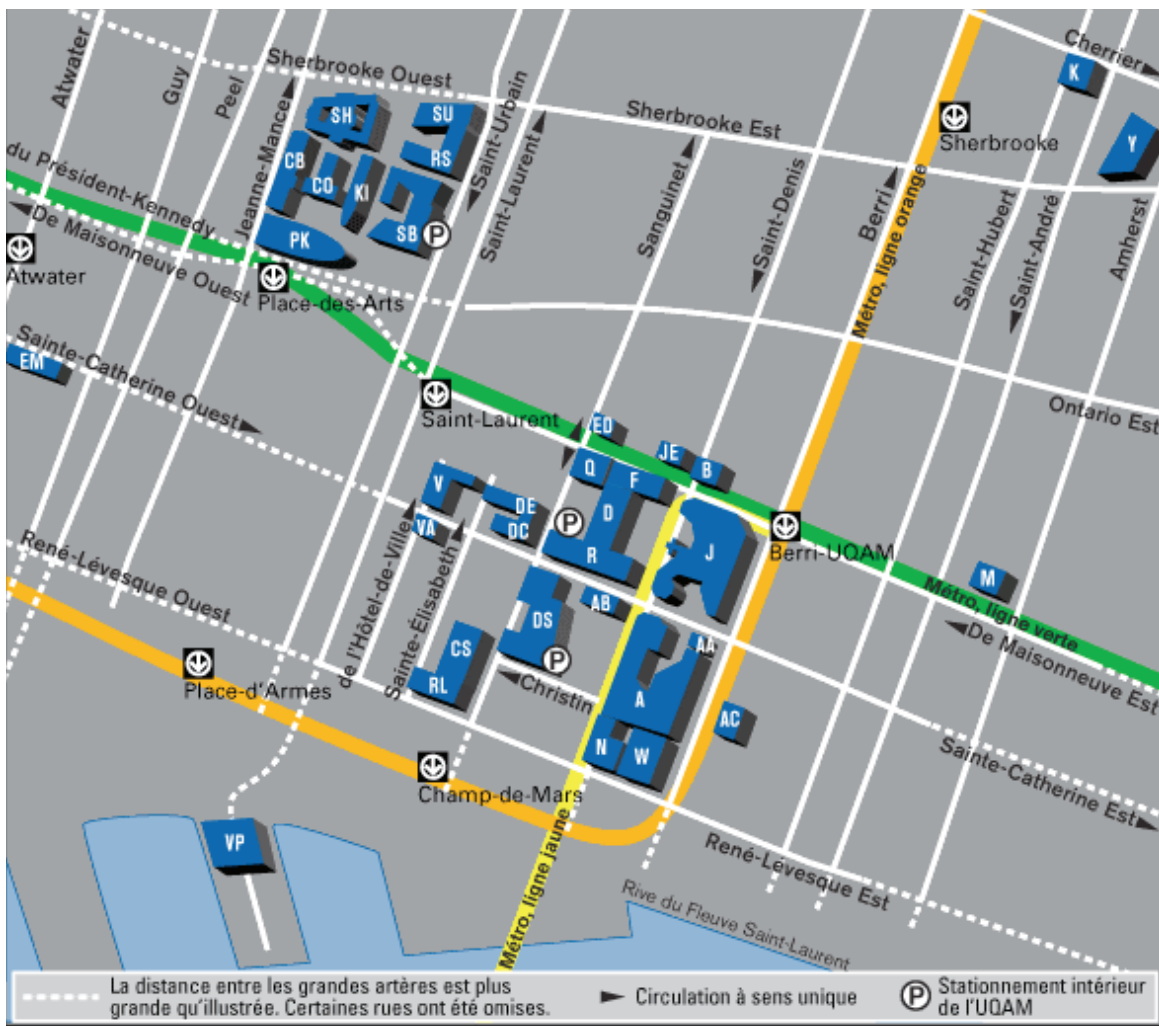 Atwater
Guy
Peel
Sherbrooke Ouest
Jeanne-Mance
Saint-Urbain
Saint-Laurent
Sherbrooke Est
Sanguinet
Saint-Denis
Berri
Métro, ligne orange
Sherbrooke
Cherrier
K
Y
Saint-Hubert
Saint-André
Amherst
SH
SU
RS
CB
CO
KI
SB
P
PK
du Président-Kennedy
De Maisonneuve Ouest
Atwater
Place-des-Arts
Sainte-Catherine Ouest
EM
Saint-Laurent
Ontario Est
ED
Q
F
JE
B
V
VA
DE
DC
P
D
R
J
Berri-UQAM
M
Métro, ligne verte
De Maisonneuve Est
René-Lévesque Ouest
de l'Hôtel-de-Ville
Sainte-Élisabeth
AB
DS
P
CS
RL
Christin
AA
A
AC
N
W
Place-d'Armes
Champ-de-Mars
Sainte-Catherine Est
VP
Métro, ligne jaune
René-Lévesque Est
Rive du Fleuve Saint-Laurent
La distance entre les grandes artères est plus
grande qu'illustrée. Certaines rues ont été omises.
Circulation à sens unique
P Stationnement intérieur
de l'UQAM